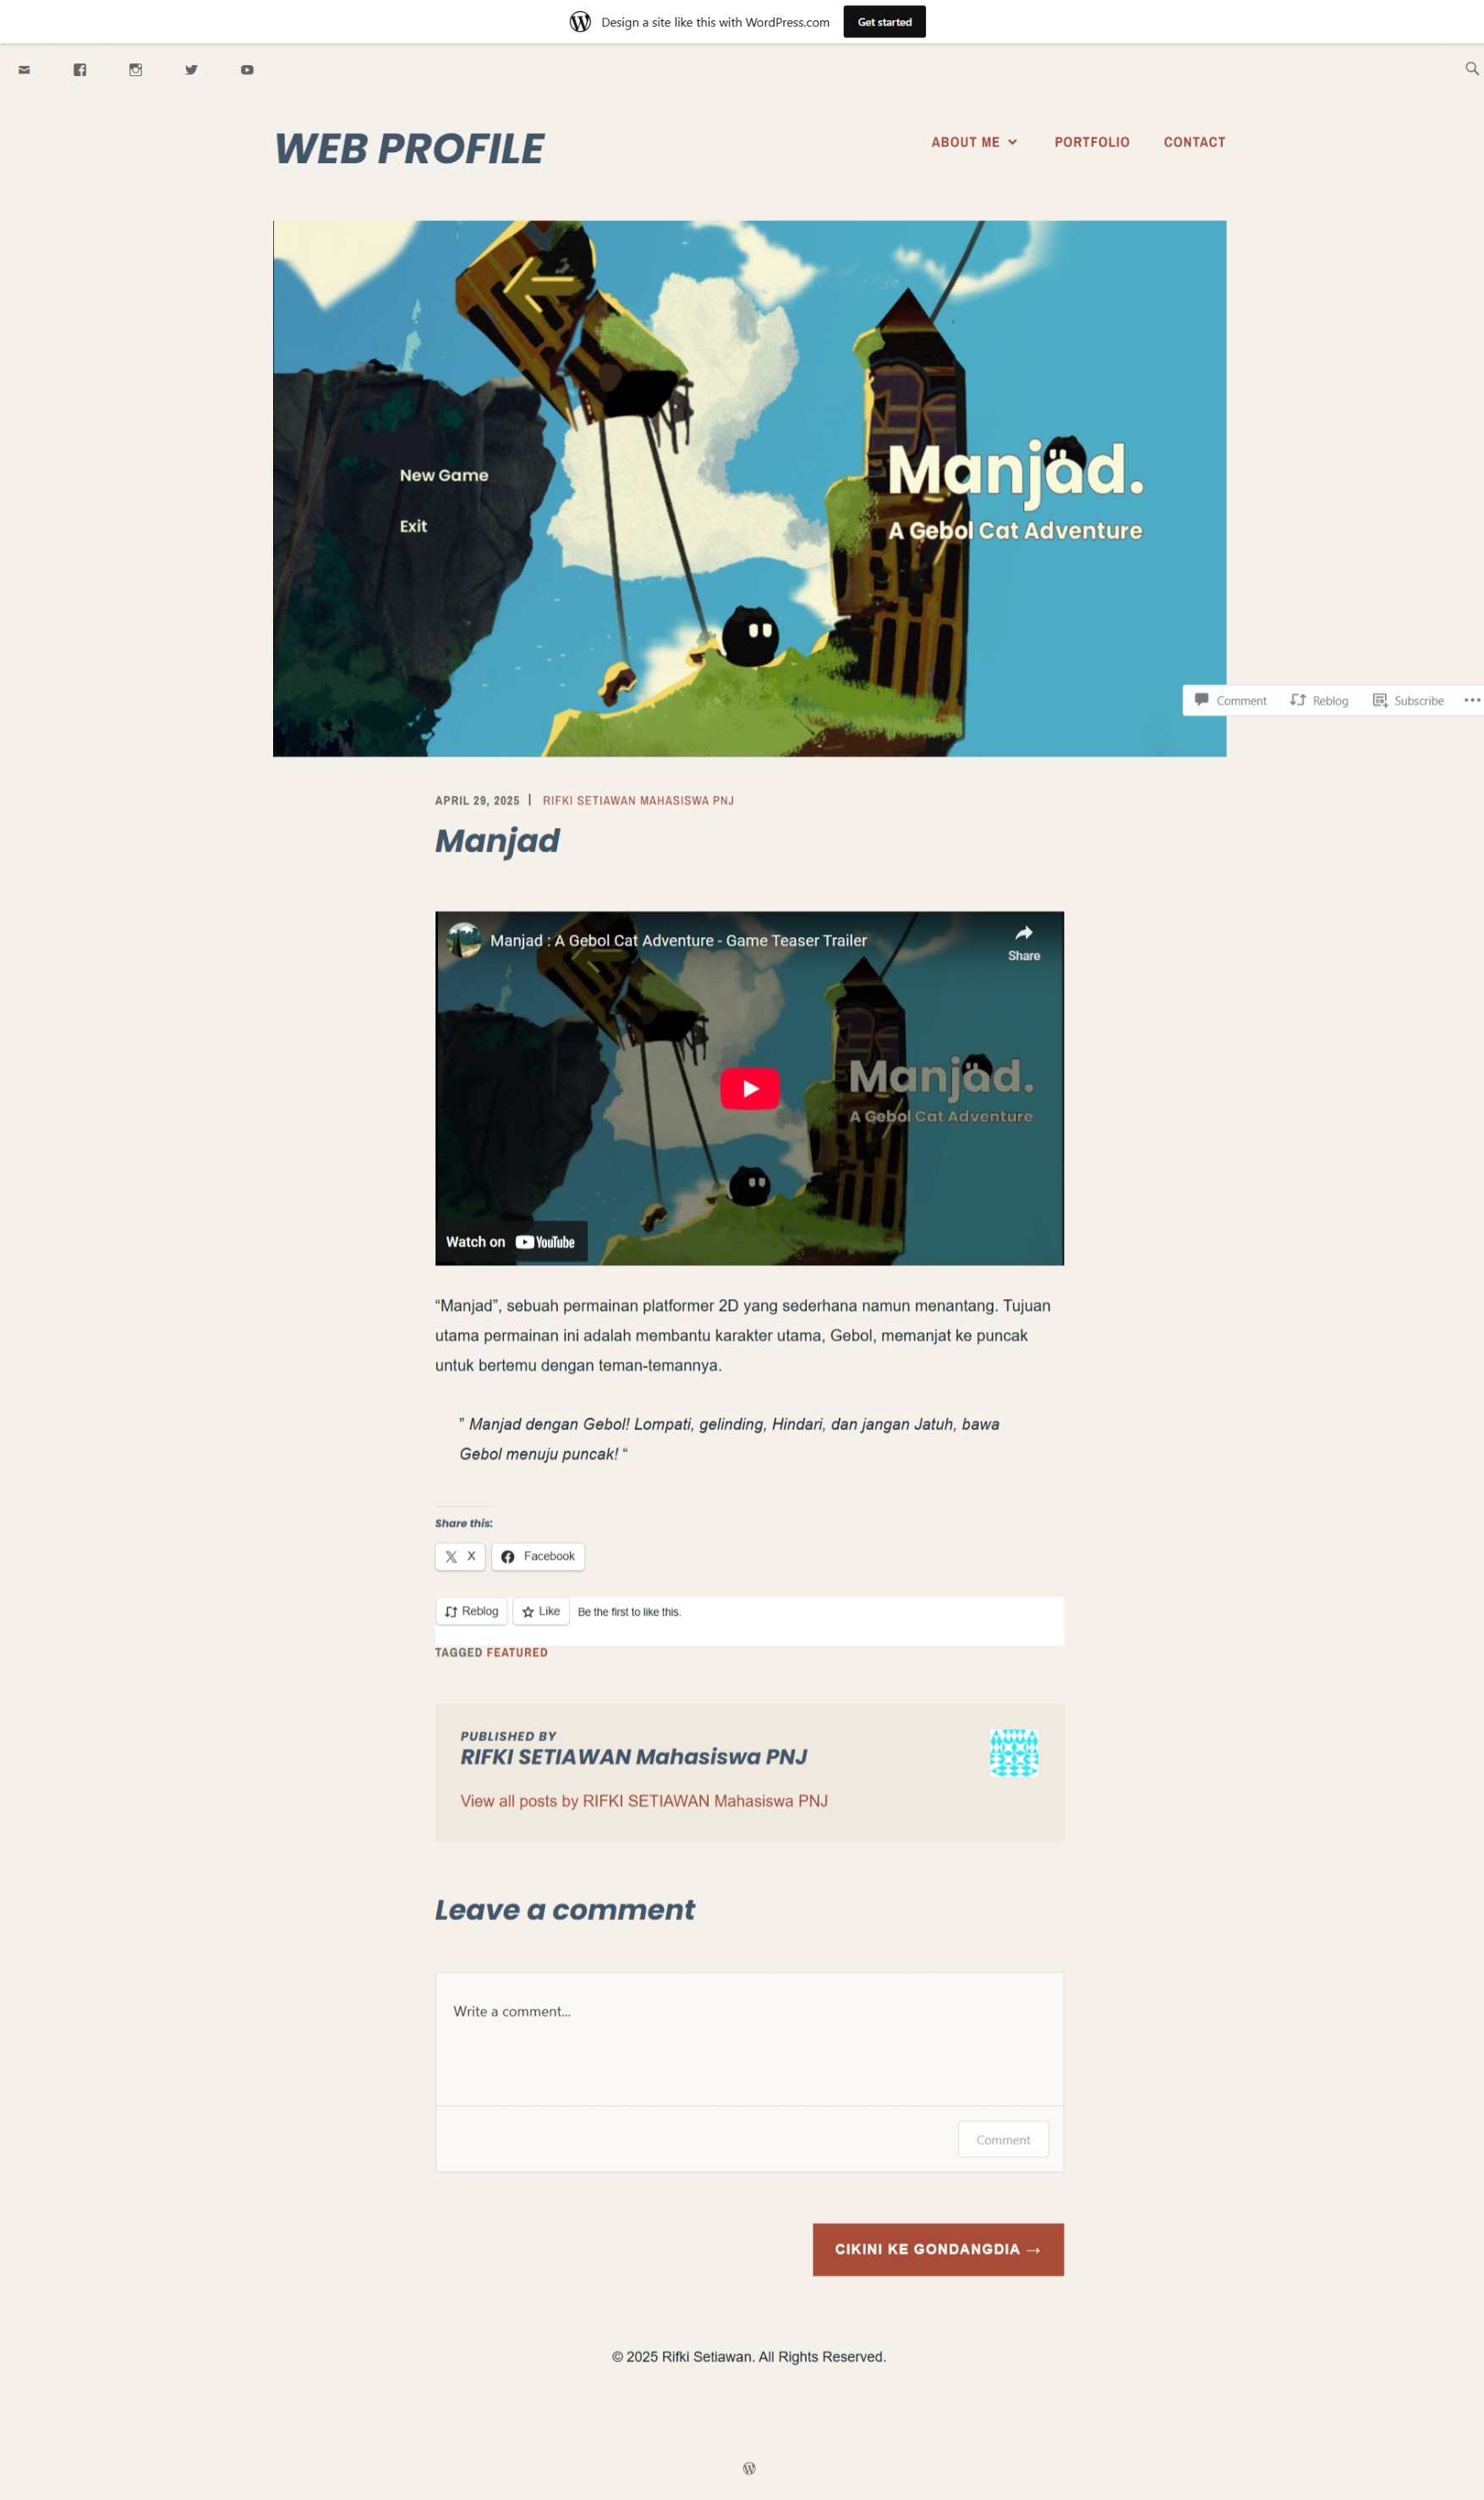 Design a site like this with WordPress.com
Get started
WEB PROFILE
ABOUT ME
PORTFOLIO
CONTACT
New Game
Exit
Manjad.
A Gebol Cat Adventure
Comment
Reblog
Subscribe
APRIL 29, 2025 | RIFKI SETIAWAN MAHASISWA PNJ
Manjad
Manjad : A Gebol Cat Adventure - Game Teaser Trailer
Share
Manjad.
A Gebol Cat Adventure
Watch on YouTube
“Manjad”, sebuah permainan platformer 2D yang sederhana namun menantang. Tujuan
utama permainan ini adalah membantu karakter utama, Gebol, memanjat ke puncak
untuk bertemu dengan teman-temannya.
” Manjad dengan Gebol! Lompati, gelinding, Hindari, dan jangan Jatuh, bawa
Gebol menuju puncak! “
Share this:
X
Facebook
Reblog
Like
Be the first to like this.
TAGGED FEATURED
PUBLISHED BY
RIFKI SETIAWAN Mahasiswa PNJ
View all posts by RIFKI SETIAWAN Mahasiswa PNJ
Leave a comment
Write a comment...
Comment
CIKINI KE GONDANGDIA →
© 2025 Rifki Setiawan. All Rights Reserved.